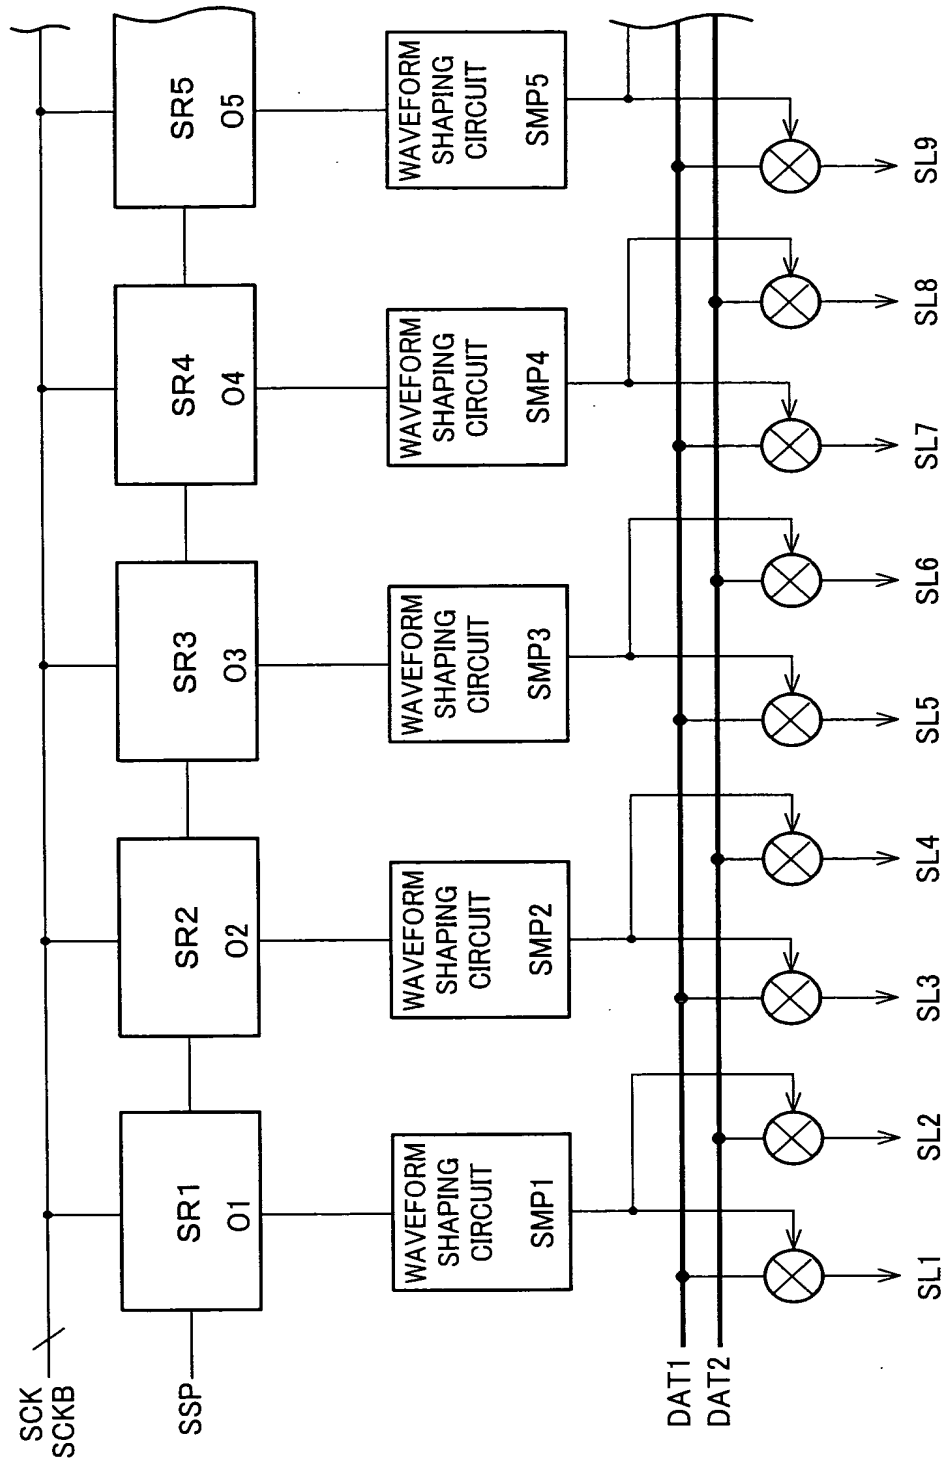 SCK
SCKB
SSP
SR1
O1
SR2
O2
SR3
O3
SR4
O4
SR5
O5
WAVEFORM
SHAPING
CIRCUIT
SMP1
WAVEFORM
SHAPING
CIRCUIT
SMP2
WAVEFORM
SHAPING
CIRCUIT
SMP3
WAVEFORM
SHAPING
CIRCUIT
SMP4
WAVEFORM
SHAPING
CIRCUIT
SMP5
DAT1
DAT2
SL1
SL2
SL3
SL4
SL5
SL6
SL7
SL8
SL9